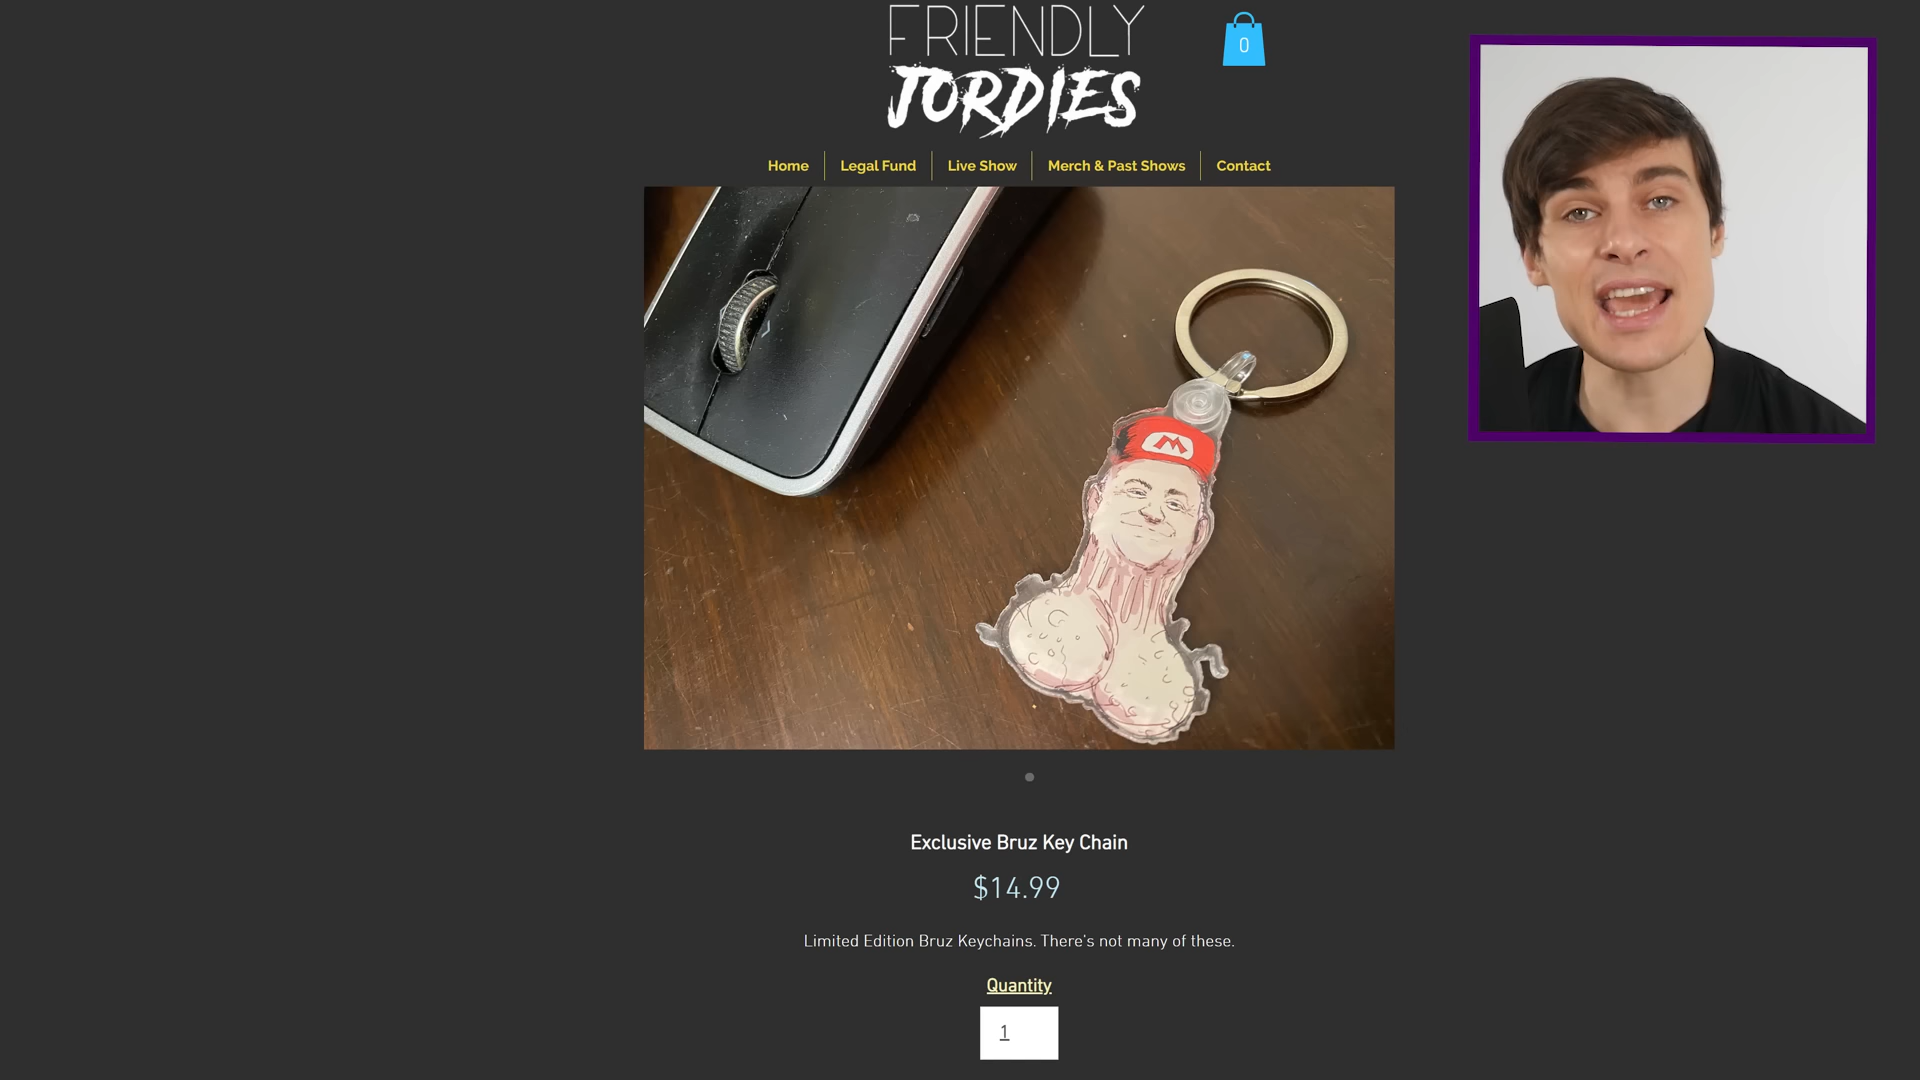 FRIENDLY
JORDIES
0
Home
Legal Fund
Live Show
Merch & Past Shows
Contact
M
Exclusive Bruz Key Chain
$14.99
Limited Edition Bruz Keychains. There's not many of these.
Quantity
1